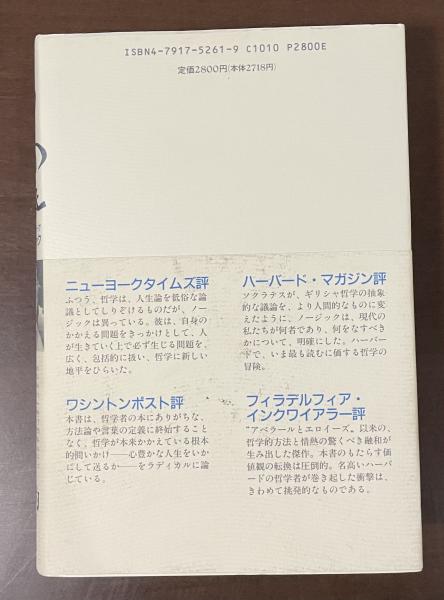 ISBN4-7917-5261-9 C1010 P2800E
定価2800円(本体2718円)
ニューヨークタイムズ評
ふつう、哲学は、人生論を低俗な論
議としてしりぞけるものだが、ノー
ジックは異っている。彼は、自身の
かかえる問題をきっかけとして、人
が生きていく上で必ず生じる問題を、
広く、包括的に扱い、哲学に新しい
地平をひらいた。
ハーバード・マガジン評
ソクラテスが、ギリシャ哲学の抽象
的な議論を、より人間的なものに変
えたように、ノージックは、現代の
私たちが何者であり、何をなすべき
かについて、明確にした。ハーバー
ドで、いま最も読むに価する哲学の
冒険。
ワシントンポスト評
本書は、哲学者の本にありがちな、
方法論や言葉の定義に終始すること
なく、哲学が本来かかえている根本
的問いかけ──心豊かな人生をいか
にして送るか──をラディカルに論
じている。
フィラデルフィア・
インクワイアラー評
“アベラールとエロイーズ〟以来の、
哲学的方法と情熱の驚くべき融和が
生み出した傑作。本書のもたらす価
値観の転換は圧倒的。名高いハーバ
ードの哲学者が巻き起した衝撃は、
きわめて挑発的なものである。